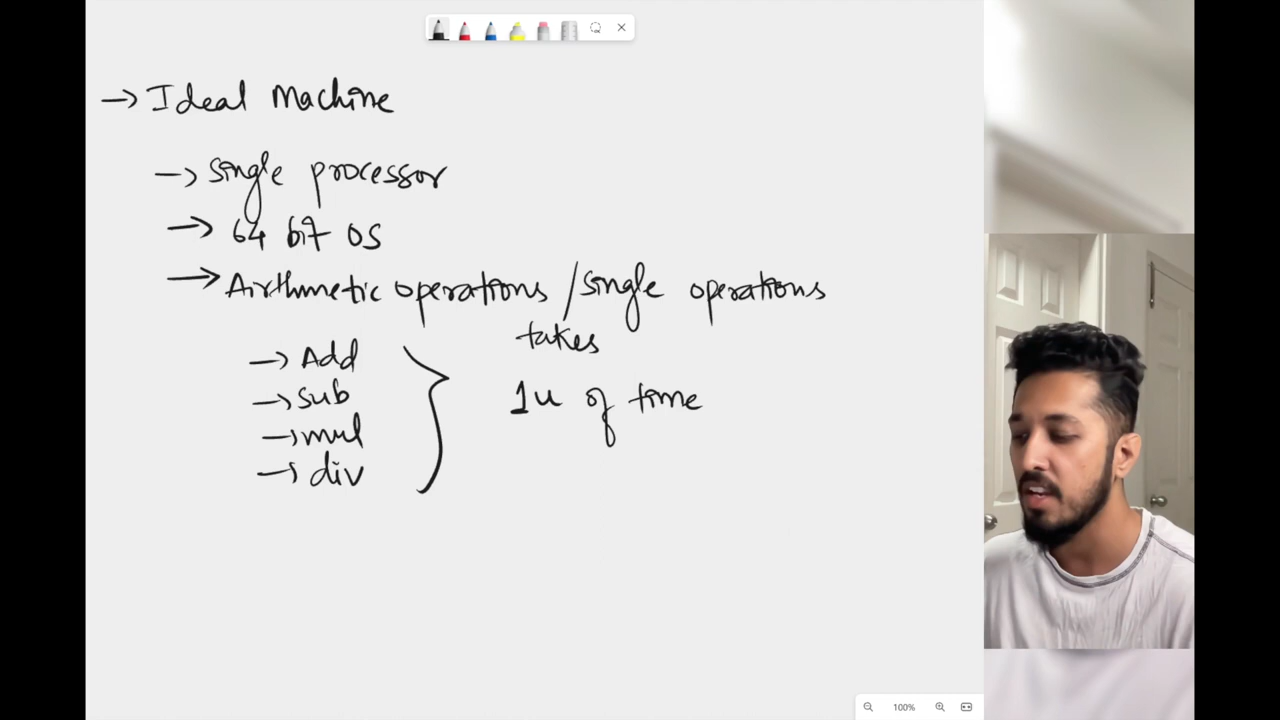 → Ideal Machine
→ single processor
→ 64 bit OS
→ Airthmetic operations / single operations
takes
→ Add
→ sub
→ mul
→ div
1u of time
100%